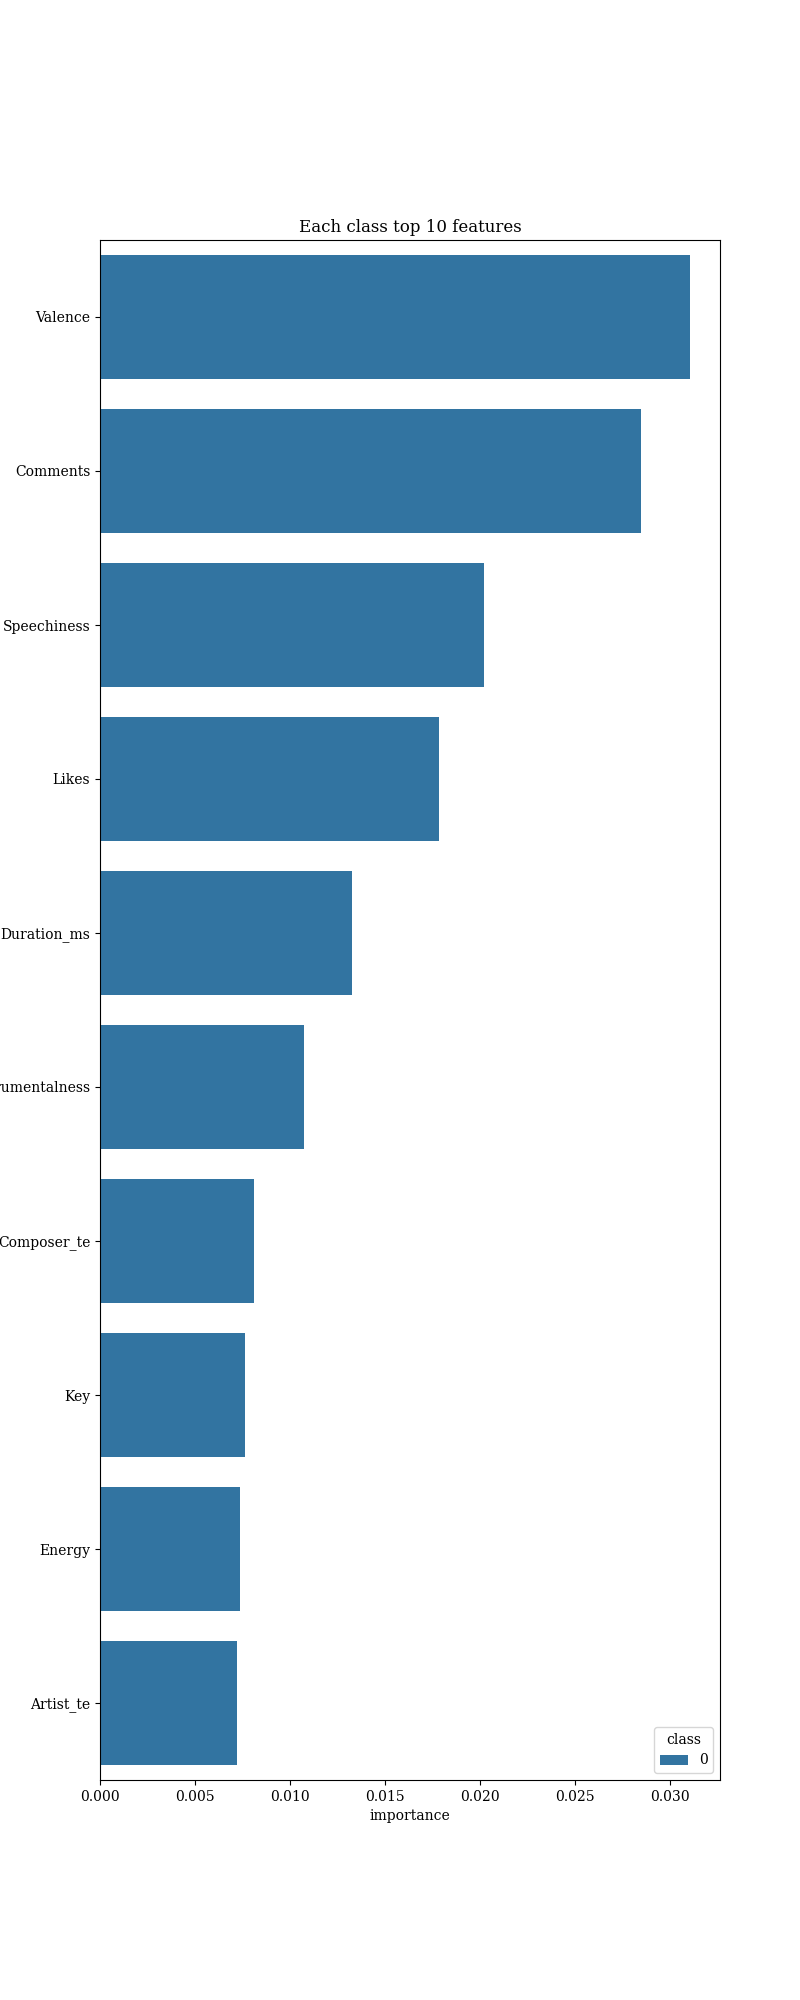 Each class top 10 features
Valence
Comments
Speechiness
Likes
Duration_ms
rumentalness
Composer_te
Key
Energy
Artist_te
class
0
0.000 0.005 0.010 0.015 0.020 0.025 0.030
importance